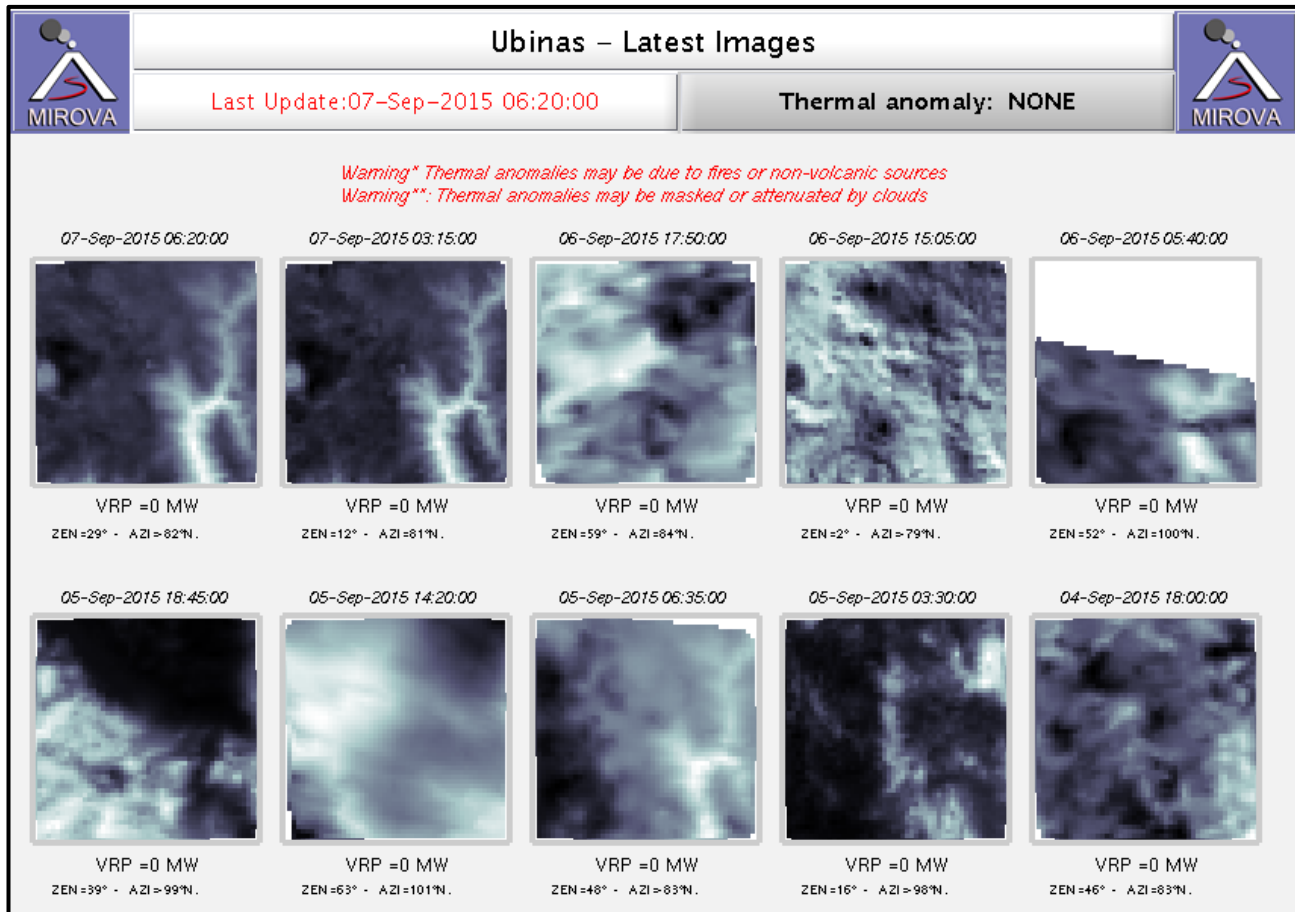 Ubinas – Latest Images
MIROVA
Last Update:07-Sep-2015 06:20:00
Thermal anomaly: NONE
MIROVA
Warning* Thermal anomalies may be due to fires or non-volcanic sources
Warning**: Thermal anomalies may be masked or attenuated by clouds
07-Sep-2015 06:20:00 07-Sep-2015 03:15:00 06-Sep-2015 17:50:00 06-Sep-2015 15:05:00 06-Sep-2015 05:40:00
VRP =0 MW VRP =0 MW VRP =0 MW VRP =0 MW VRP =0 MW
ZEN=29° - AZI=-82°N. ZEN=12° - AZI=81°N. ZEN=59° - AZI=84°N. ZEN=2° - AZI=-79°N. ZEN=52° - AZI=100°N.
05-Sep-2015 18:45:00 05-Sep-2015 14:20:00 05-Sep-2015 06:35:00 05-Sep-2015 03:30:00 04-Sep-2015 18:00:00
VRP =0 MW VRP =0 MW VRP =0 MW VRP =0 MW VRP =0 MW
ZEN=39° - AZI=-99°N. ZEN=63° - AZI=101°N. ZEN=48° - AZI=-83°N. ZEN=16° - AZI=-98°N. ZEN=46° - AZI=83°N.